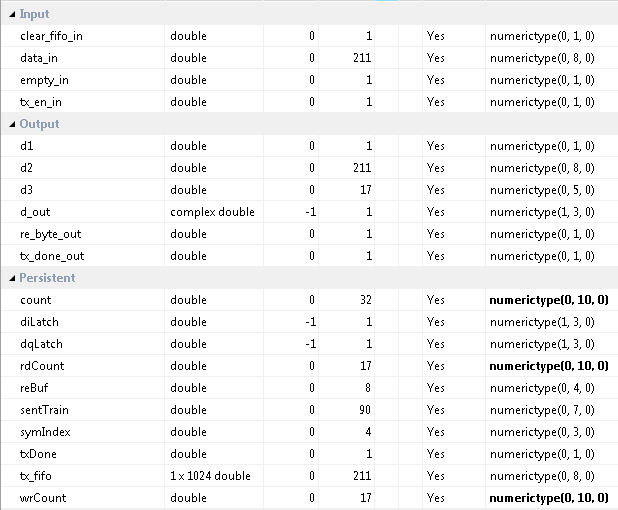 Input
clear_fifo_in double 0 1 Yes numerictype(0, 1, 0)
data_in double 0 211 Yes numerictype(0, 8, 0)
empty_in double 0 1 Yes numerictype(0, 1, 0)
tx_en_in double 0 1 Yes numerictype(0, 1, 0)
Output
d1 double 0 1 Yes numerictype(0, 1, 0)
d2 double 0 211 Yes numerictype(0, 8, 0)
d3 double 0 17 Yes numerictype(0, 5, 0)
d_out complex double -1 1 Yes numerictype(1, 3, 0)
re_byte_out double 0 1 Yes numerictype(0, 1, 0)
tx_done_out double 0 1 Yes numerictype(0, 1, 0)
Persistent
count double 0 32 Yes numerictype(0, 10, 0)
diLatch double -1 1 Yes numerictype(1, 3, 0)
dqLatch double -1 1 Yes numerictype(1, 3, 0)
rdCount double 0 17 Yes numerictype(0, 10, 0)
reBuf double 0 8 Yes numerictype(0, 4, 0)
sentTrain double 0 90 Yes numerictype(0, 7, 0)
symIndex double 0 4 Yes numerictype(0, 3, 0)
txDone double 0 1 Yes numerictype(0, 1, 0)
tx_fifo 1 x 1024 double 0 211 Yes numerictype(0, 8, 0)
wrCount double 0 17 Yes numerictype(0, 10, 0)